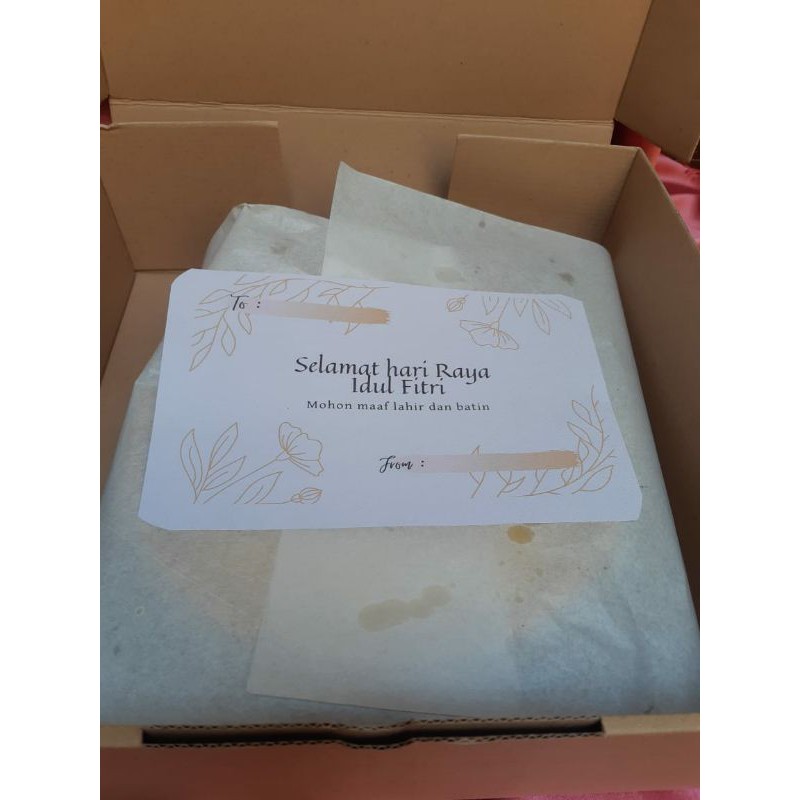 To :
Selamat hari Raya
Idul Fitri
Mohon maaf lahir dan batin
From :